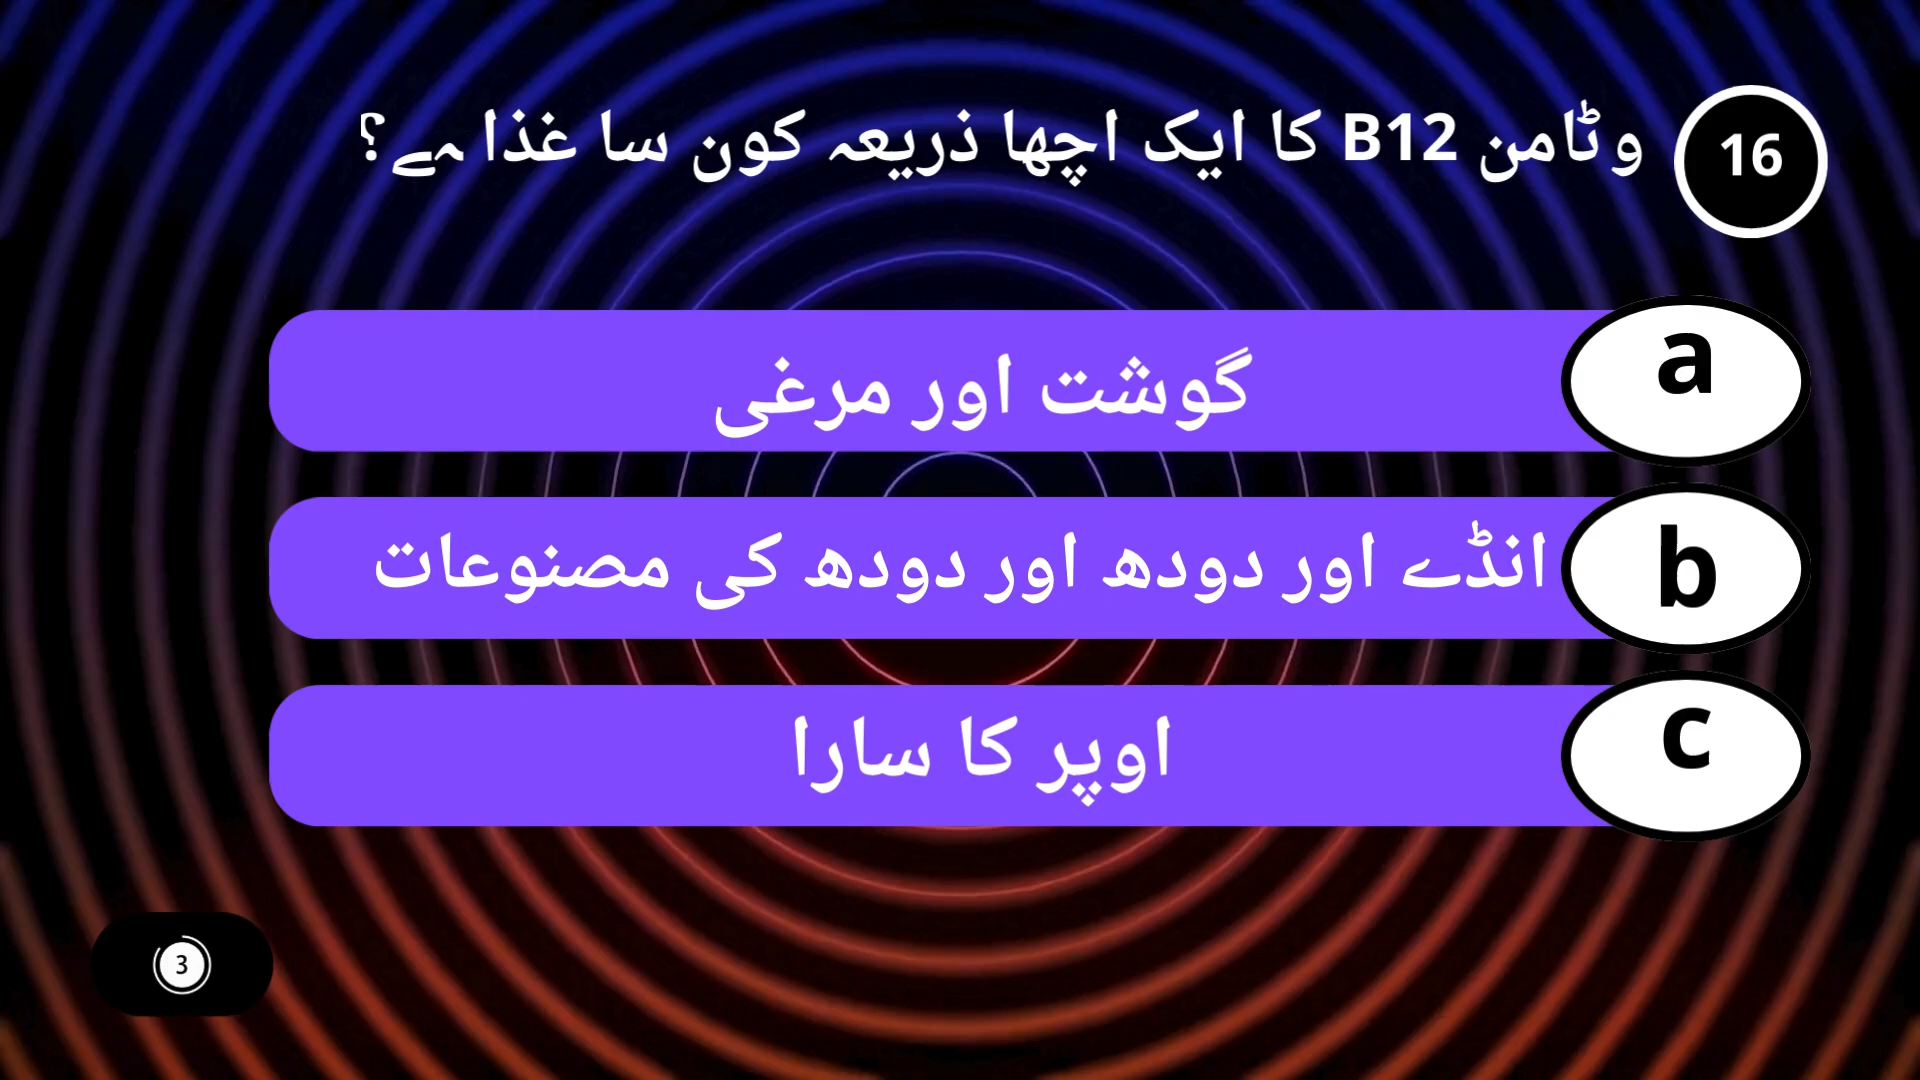 16
وٹامن B12 کا ایک اچھا ذریعہ کون سا غذا ہے؟
a
گوشت اور مرغی
b
انڈے اور دودھ اور دودھ کی مصنوعات
c
اوپر کا سارا
3